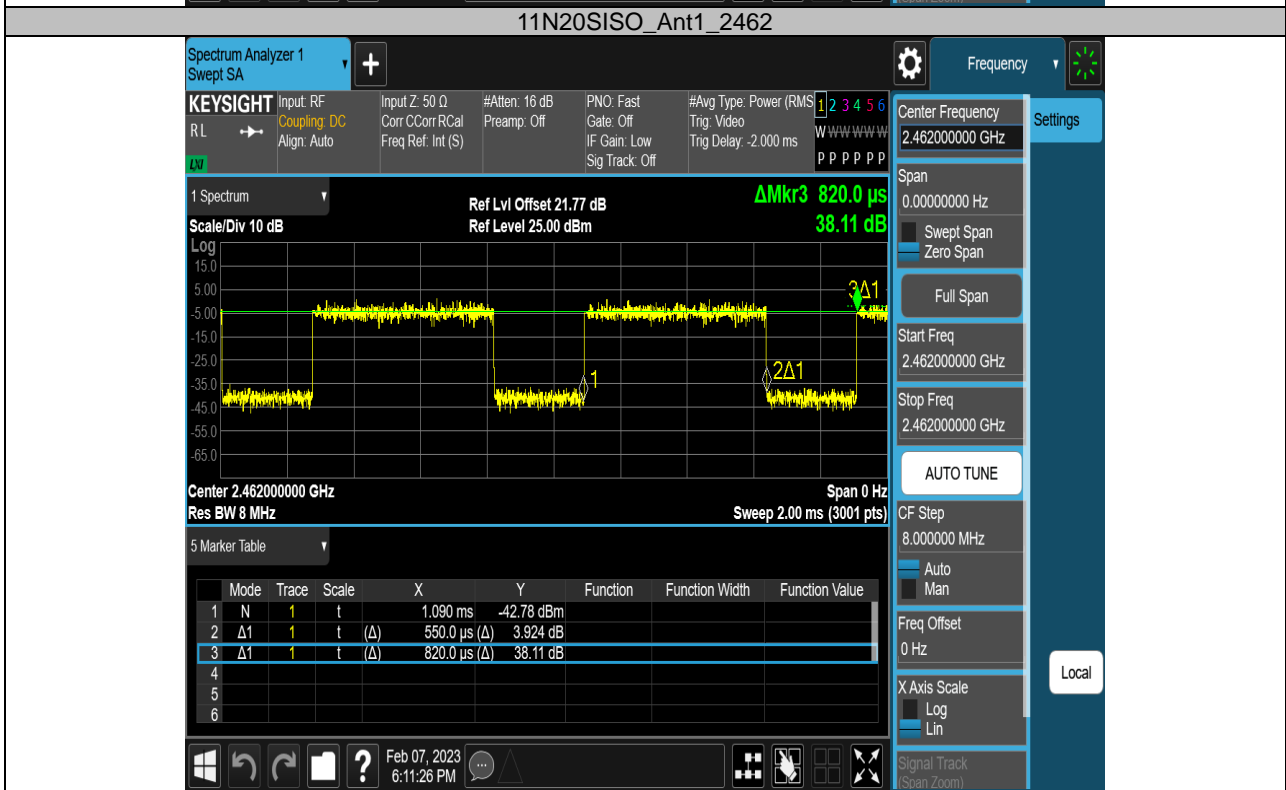 (Span Zoom)
11N20SISO_Ant1_2462
Spectrum Analyzer 1
Swept SA
Frequency
KEYSIGHT
RL
LXI
Input: RF
Coupling: DC
Align: Auto
Input Z: 50 Ω
Corr CCorr RCal
Freq Ref: Int (S)
#Atten: 16 dB
Preamp: Off
PNO: Fast
Gate: Off
IF Gain: Low
Sig Track: Off
#Avg Type: Power (RMS
Trig: Video
Trig Delay: -2.000 ms
1 2 3 4 5 6
W W W W W W
P P P P P P
Center Frequency
2.462000000 GHz
Settings
1 Spectrum
Scale/Div 10 dB
Ref Lvl Offset 21.77 dB
Ref Level 25.00 dBm
ΔMkr3 820.0 µs
38.11 dB
Log
15.0
5.00
-5.00
-15.0
-25.0
-35.0
-45.0
-55.0
-65.0
1
2Δ1
3Δ1
Center 2.462000000 GHz
Span 0 Hz
Res BW 8 MHz
Sweep 2.00 ms (3001 pts)
Span
0.00000000 Hz
Swept Span
Zero Span
Full Span
Start Freq
2.462000000 GHz
Stop Freq
2.462000000 GHz
AUTO TUNE
CF Step
8.000000 MHz
Auto
Man
Freq Offset
0 Hz
X Axis Scale
Log
Lin
Signal Track
(Span Zoom)
Local
5 Marker Table
Mode Trace Scale X Y Function Function Width Function Value
1 N 1 t 1.090 ms -42.78 dBm
2 Δ1 1 t (Δ) 550.0 µs (Δ) 3.924 dB
3 Δ1 1 t (Δ) 820.0 µs (Δ) 38.11 dB
4
5
6
?
Feb 07, 2023
6:11:26 PM